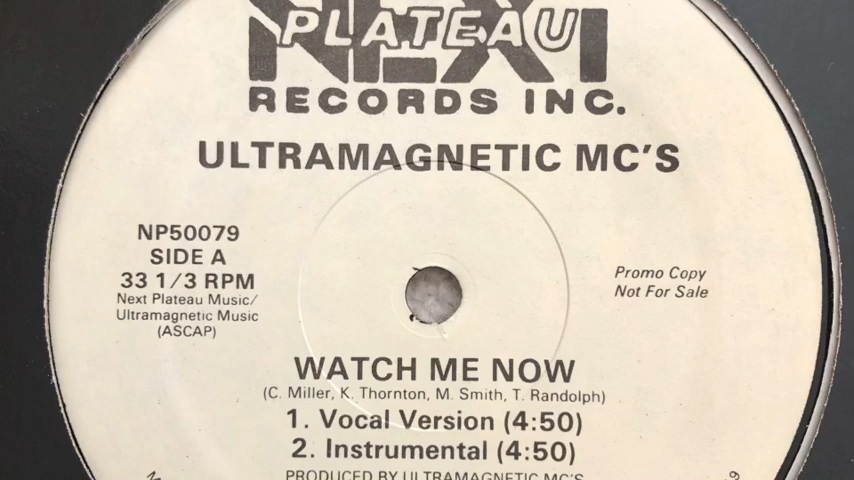 NEXT
PLATEAU
RECORDS INC.
ULTRAMAGNETIC MC'S
NP50079
SIDE A
33 1/3 RPM
Next Plateau Music/
Ultramagnetic Music
(ASCAP)
Promo Copy
Not For Sale
WATCH ME NOW
(C. Miller, K. Thornton, M. Smith, T. Randolph)
1. Vocal Version (4:50)
2. Instrumental (4:50)
PRODUCED BY ULTRAMAGNETIC MC'S